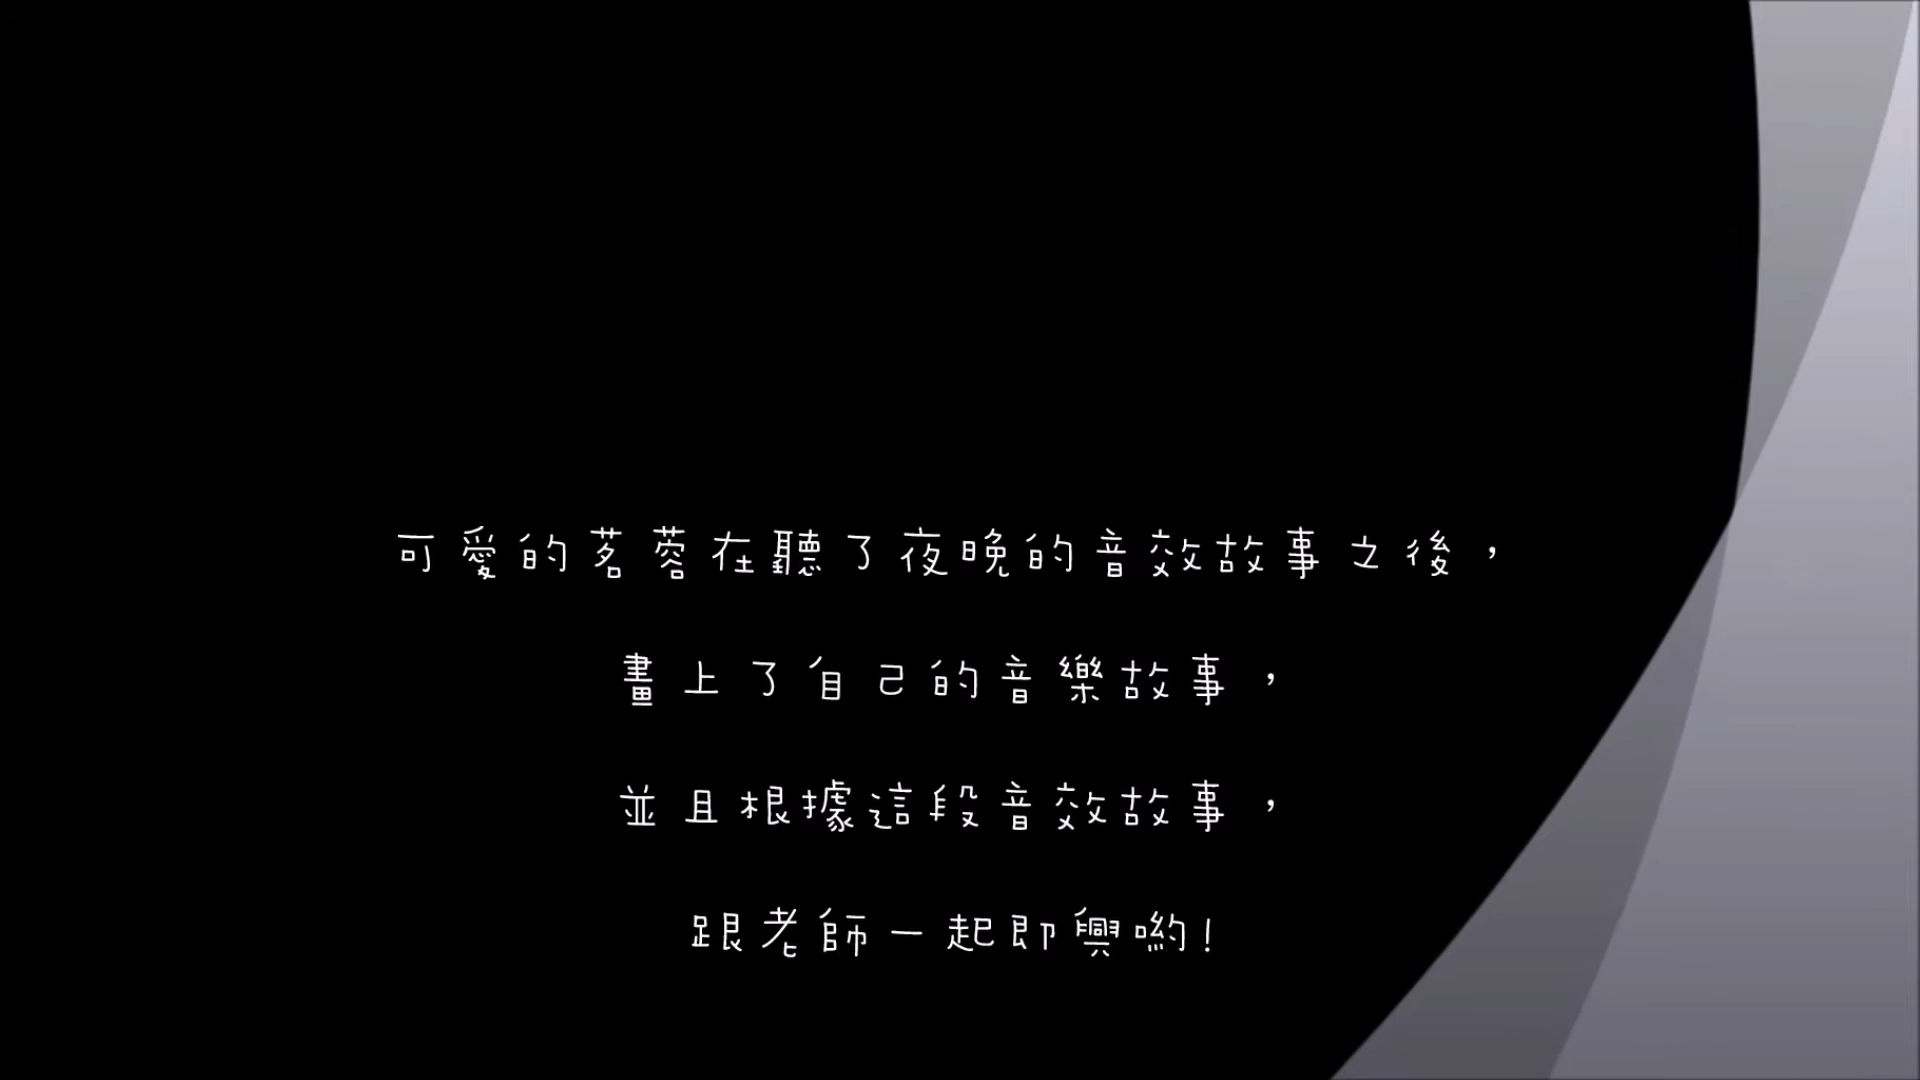 可愛的茗蓉在聽了夜晚的音效故事之後，
畫上了自己的音樂故事，
並且根據這段音效故事，
跟老師一起即興喲!